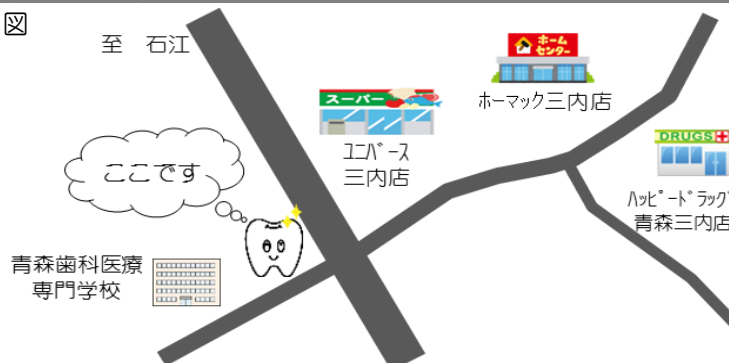 図
至　石江
ホーム
センター
スーパー
ホーマック三内店
DRUGS
ユニバース
三内店
ここです
ハッピードラッグ
青森三内店
青森歯科医療
専門学校